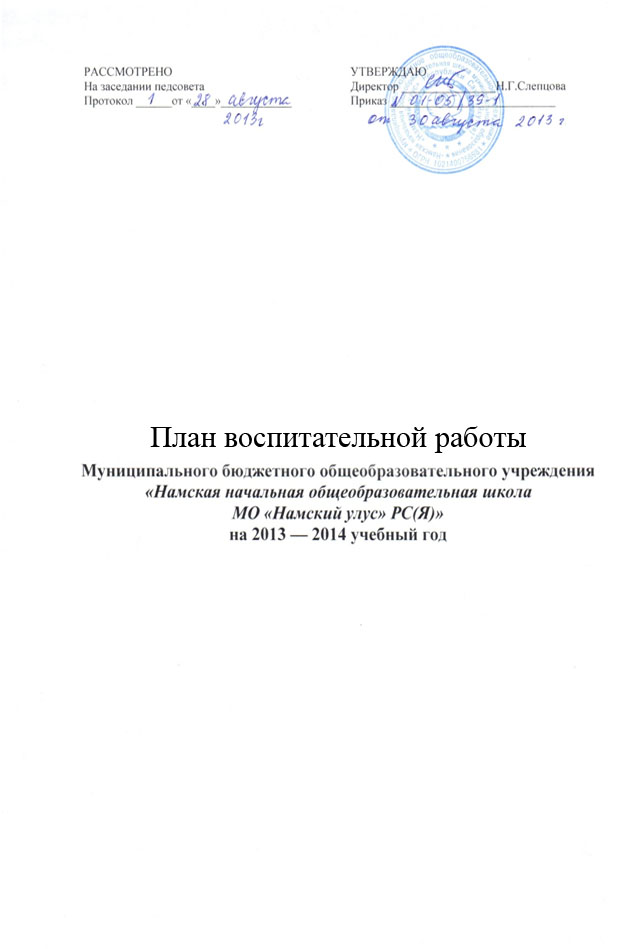 РАССМОТРЕНО
На заседании педсовета
Протокол 1 от « 28 » августа
2013г
УТВЕРЖДАЮ
Директор Н.Г.Слепцова
Приказ № 01-05/39-1
от 30 августа 2013 г
План воспитательной работы
Муниципального бюджетного общеобразовательного учреждения
«Намская начальная общеобразовательная школа
МО «Намский улус» РС(Я)»
на 2013 — 2014 учебный год